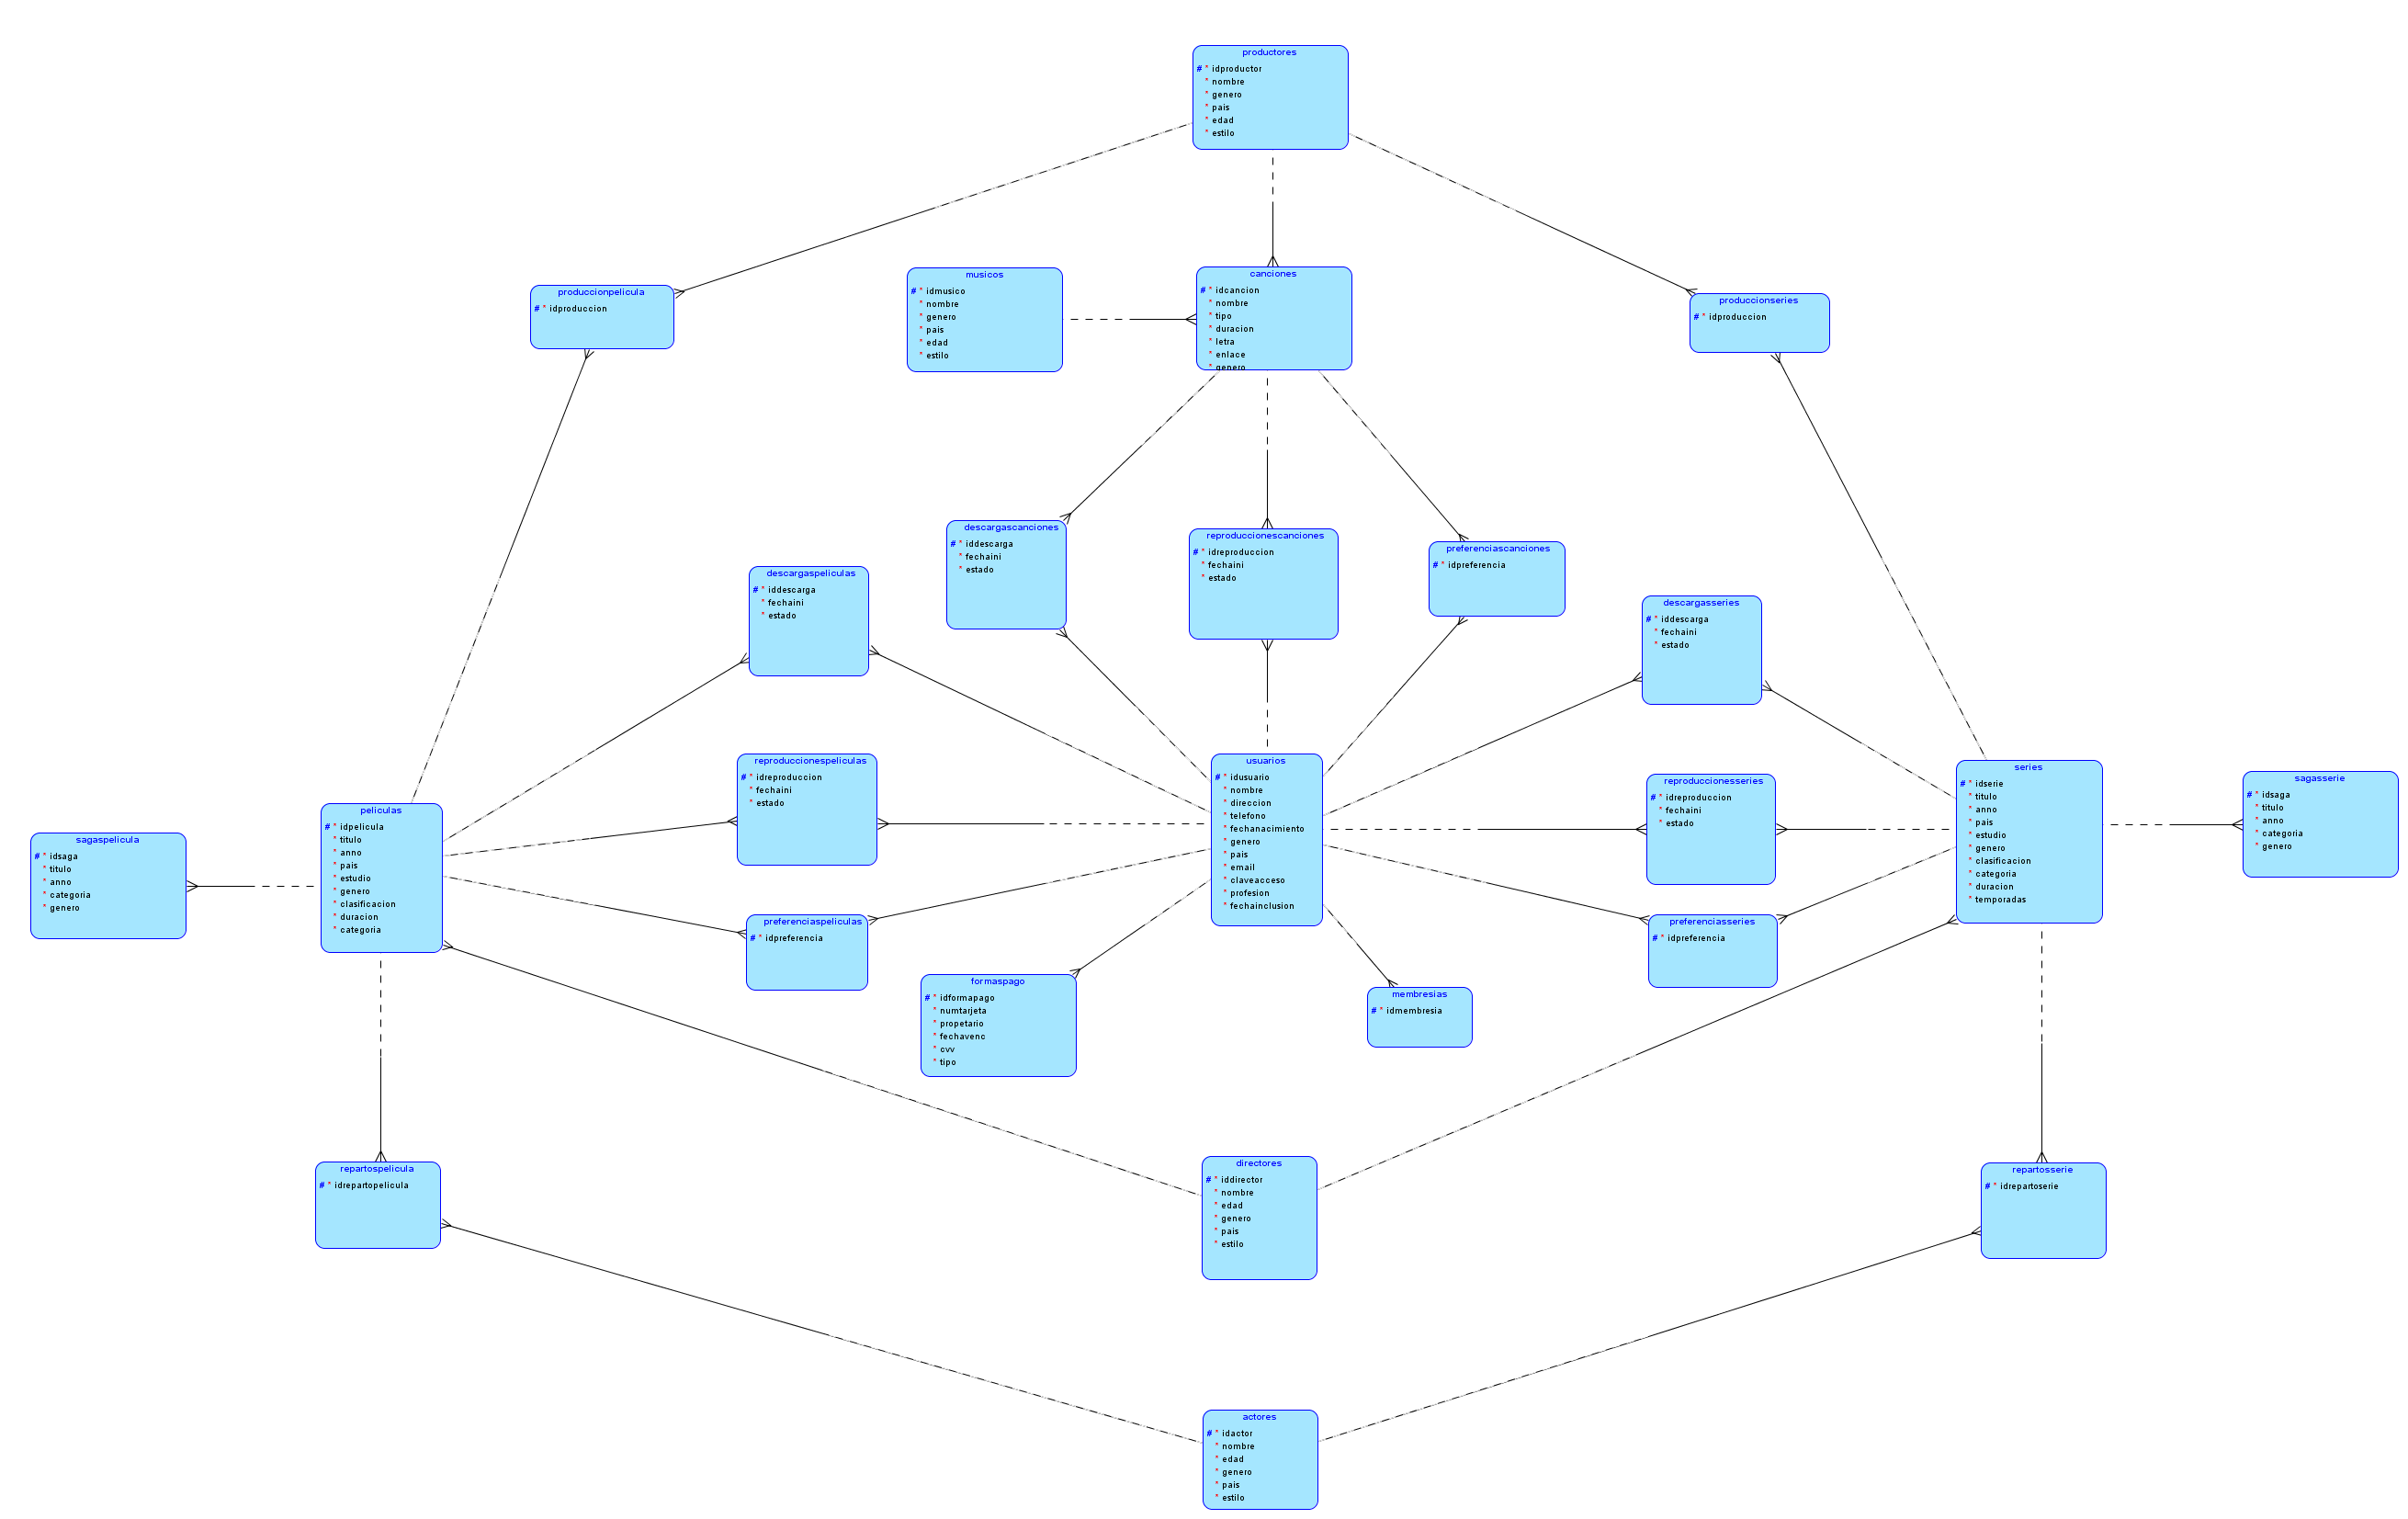 productores
# * idproductor
* nombre
* genero
* pais
* edad
* estilo
produccionpelicula
# * idproduccion
musicos
# * idmusico
* nombre
* genero
* pais
* edad
* estilo
canciones
# * idcancion
* nombre
* tipo
* duracion
* letra
* enlace
* genero
produccionseries
# * idproduccion
descargascanciones
# * iddescarga
* fechaini
* estado
reproduccionescanciones
# * idreproduccion
* fechaini
* estado
preferenciascanciones
# * idpreferencia
descargaspeliculas
# * iddescarga
* fechaini
* estado
descargasseries
# * iddescarga
* fechaini
* estado
reproduccionespeliculas
# * idreproduccion
* fechaini
* estado
usuarios
# * idusuario
* nombre
* direccion
* telefono
* fechanacimiento
* genero
* pais
* email
* claveacceso
* profesion
* fechainclusion
reproduccionesseries
# * idreproduccion
* fechaini
* estado
series
# * idserie
* titulo
* anno
* pais
* estudio
* genero
* clasificacion
* categoria
* duracion
* temporadas
sagasserie
# * idsaga
* titulo
* anno
* categoria
* genero
peliculas
# * idpelicula
* titulo
* anno
* pais
* estudio
* genero
* clasificacion
* duracion
* categoria
sagaspelicula
# * idsaga
* titulo
* anno
* categoria
* genero
preferenciaspeliculas
# * idpreferencia
preferenciasseries
# * idpreferencia
formaspago
# * idformapago
* numtarjeta
* propetario
* fechavenc
* cvv
* tipo
membresias
# * idmembresia
repartospelicula
# * idrepartopelicula
directores
# * iddirector
* nombre
* edad
* genero
* pais
* estilo
repartosserie
# * idrepartoserie
actores
# * idactor
* nombre
* edad
* genero
* pais
* estilo